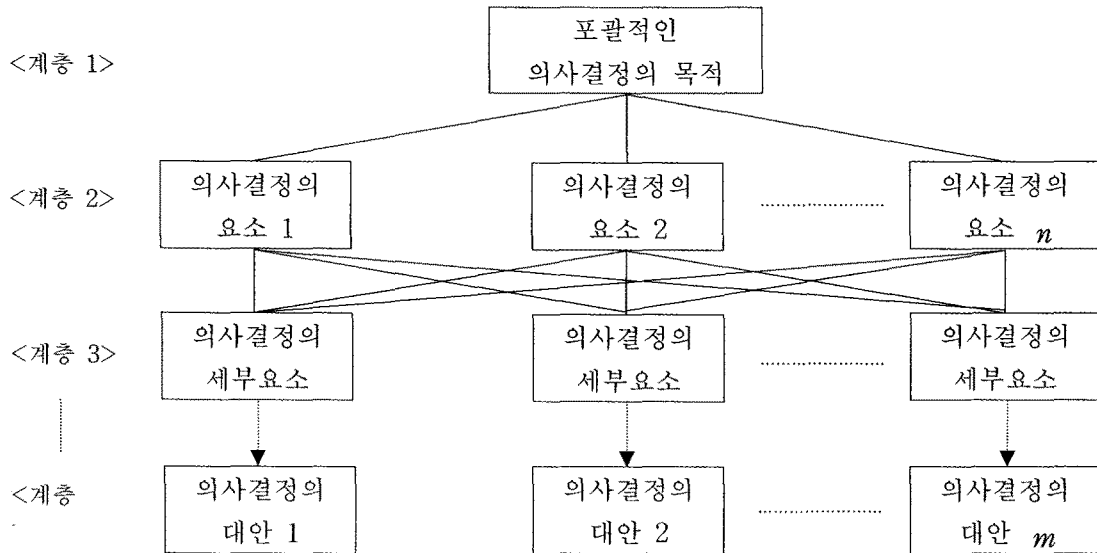 포괄적인
<계층 1>
의사결정의 목적
<계층 2>
의사결정의
요소 1
의사결정의
요소 2
의사결정의
요소 n
<계층 3>
의사결정의
세부요소
의사결정의
세부요소
의사결정의
세부요소
<계층
의사결정의
대안 1
의사결정의
대안 2
의사결정의
대안 m